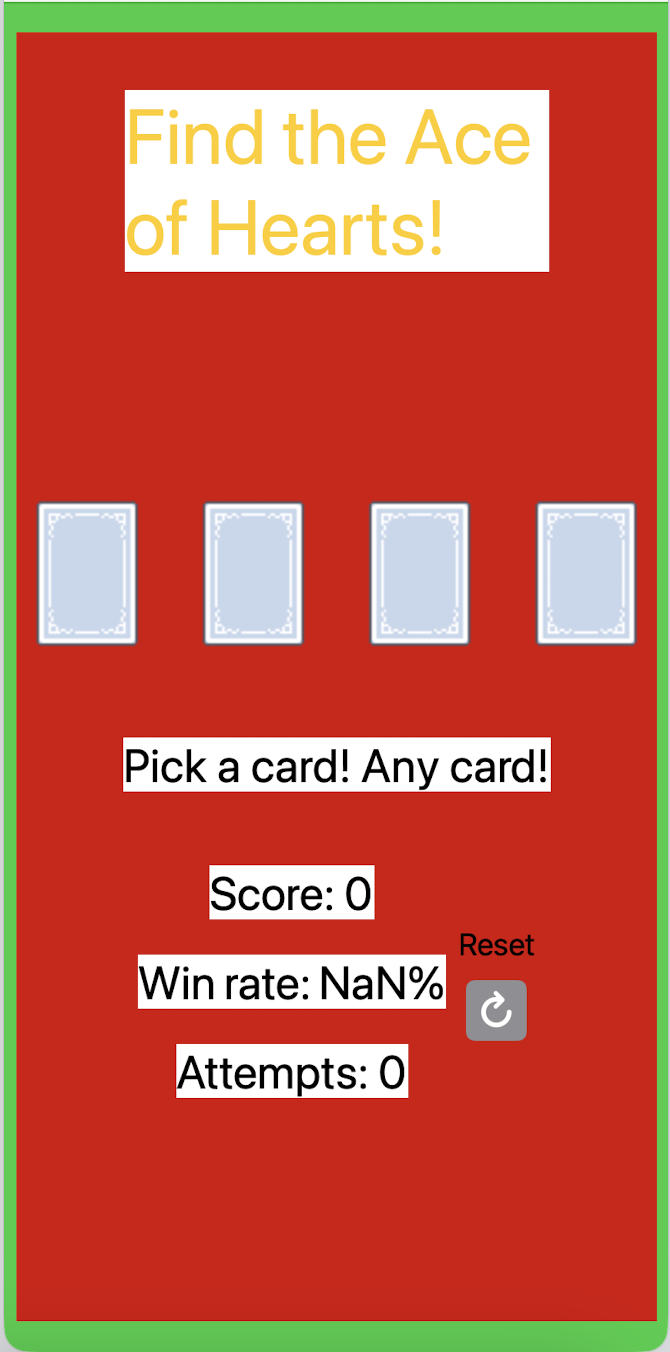 Find the Ace
of Hearts!
Pick a card! Any card!
Score: 0
Win rate: NaN%
Attempts: 0
Reset